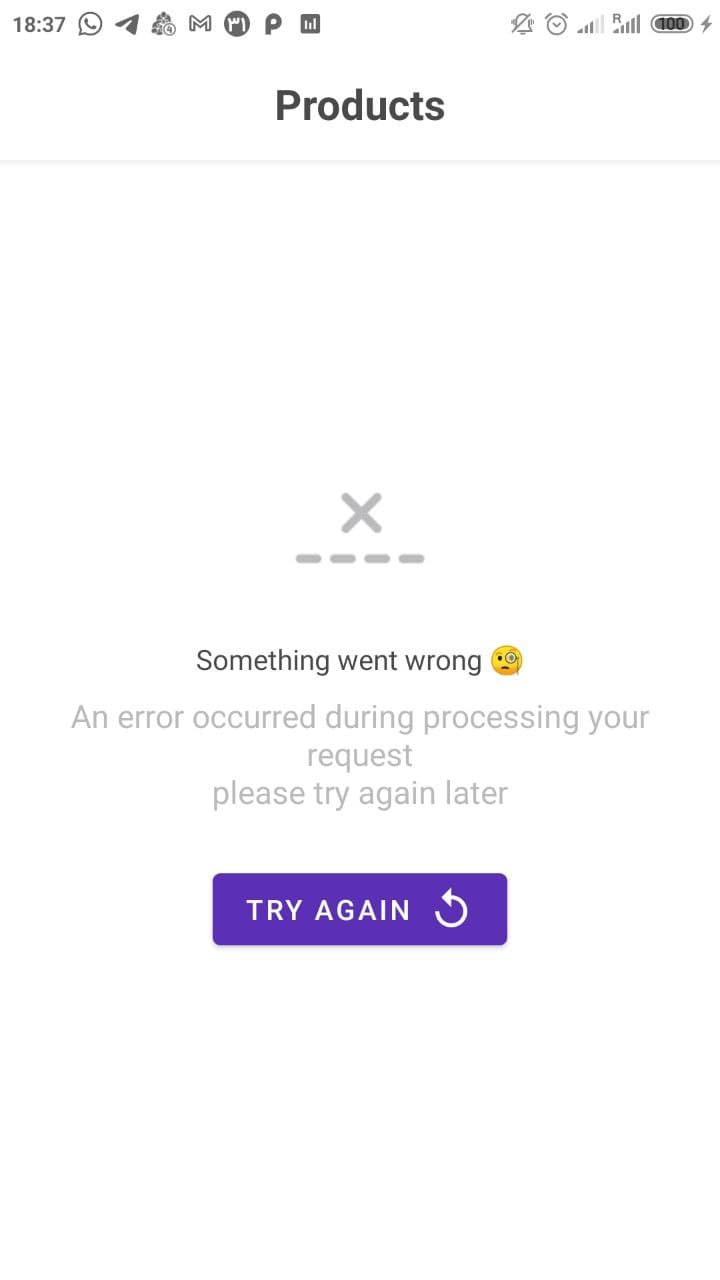 18:37
R
100
Products
Something went wrong 🧐
An error occurred during processing your
request
please try again later
TRY AGAIN